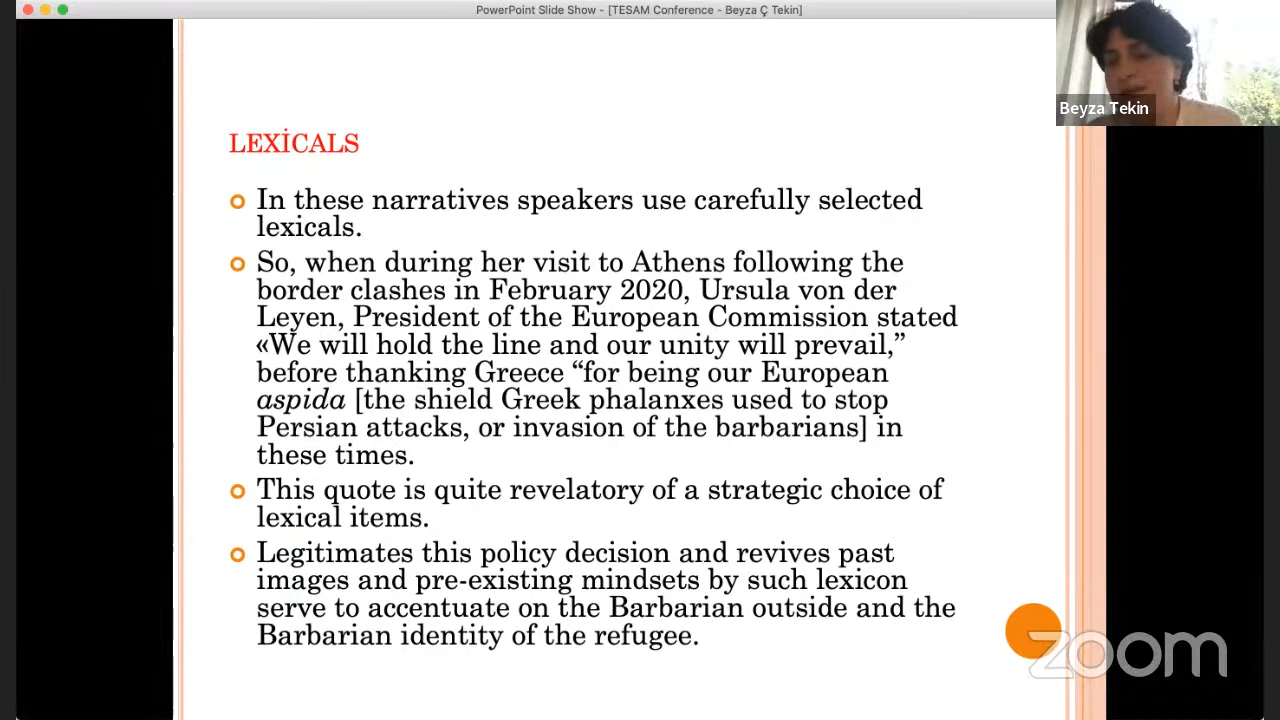 PowerPoint Slide Show - [TESAM Conference - Beyza Ç Tekin]
Beyza Tekin
LEXİCALS
In these narratives speakers use carefully selected
lexicals.
So, when during her visit to Athens following the
border clashes in February 2020, Ursula von der
Leyen, President of the European Commission stated
«We will hold the line and our unity will prevail,”
before thanking Greece “for being our European
aspida [the shield Greek phalanxes used to stop
Persian attacks, or invasion of the barbarians] in
these times.
This quote is quite revelatory of a strategic choice of
lexical items.
Legitimates this policy decision and revives past
images and pre-existing mindsets by such lexicon
serve to accentuate on the Barbarian outside and the
Barbarian identity of the refugee.
zoom